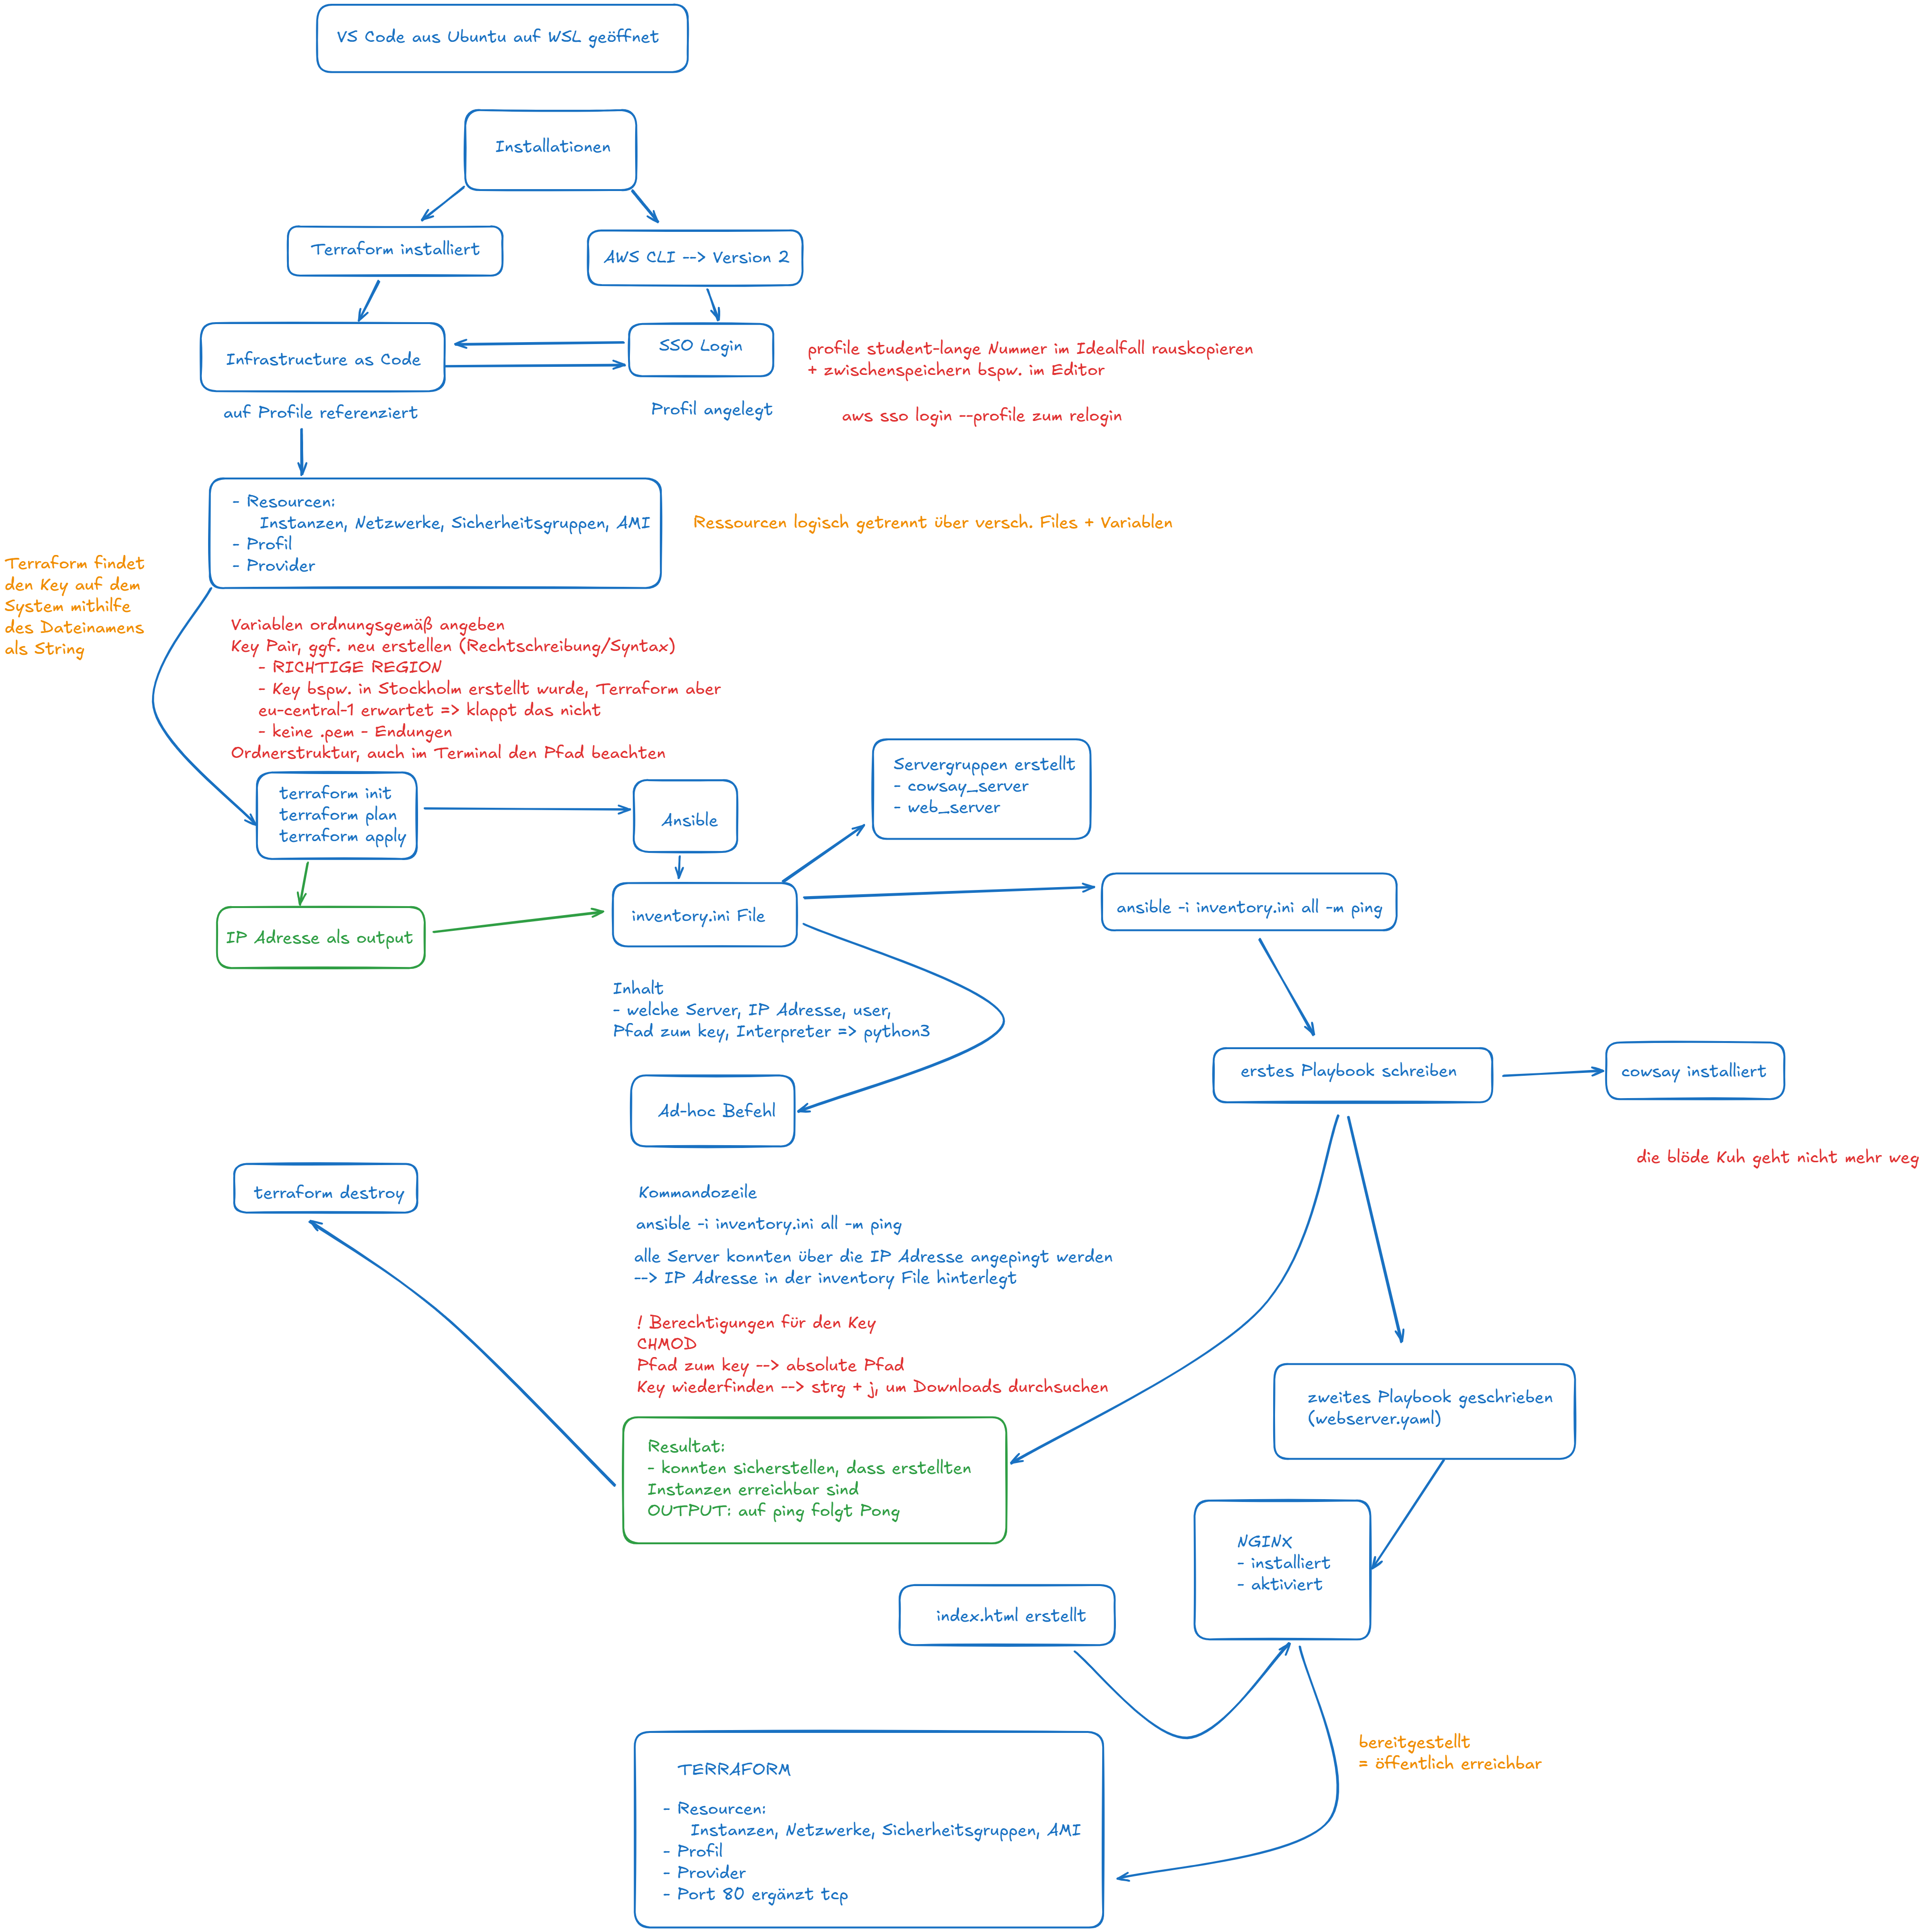 VS Code aus Ubuntu auf WSL geöffnet
Installationen
Terraform installiert
AWS CLI --> Version 2
Infrastructure as Code
SSO Login
profile student-lange Nummer im Idealfall rauskopieren
+ zwischenspeichern bspw. im Editor
auf Profile referenziert
Profil angelegt
aws sso login --profile zum relogin
- Resourcen:
Instanzen, Netzwerke, Sicherheitsgruppen, AMI
- Profil
- Provider
Ressourcen logisch getrennt über versch. Files + Variablen
Terraform findet
den Key auf dem
System mithilfe
des Dateinamens
als String
Variablen ordnungsgemäß angeben
Key Pair, ggf. neu erstellen (Rechtschreibung/Syntax)
- RICHTIGE REGION
- Key bspw. in Stockholm erstellt wurde, Terraform aber
eu-central-1 erwartet => klappt das nicht
- keine .pem - Endungen
Ordnerstruktur, auch im Terminal den Pfad beachten
terraform init
terraform plan
terraform apply
Ansible
Servergruppen erstellt
- cowsay_server
- web_server
IP Adresse als output
inventory.ini File
ansible -i inventory.ini all -m ping
Inhalt
- welche Server, IP Adresse, user,
Pfad zum key, Interpreter => python3
erstes Playbook schreiben
cowsay installiert
Ad-hoc Befehl
die blöde Kuh geht nicht mehr weg
terraform destroy
Kommandozeile
ansible -i inventory.ini all -m ping
alle Server konnten über die IP Adresse angepingt werden
--> IP Adresse in der inventory File hinterlegt
! Berechtigungen für den Key
CHMOD
Pfad zum key --> absolute Pfad
Key wiederfinden --> strg + j, um Downloads durchsuchen
zweites Playbook geschrieben
(webserver.yaml)
Resultat:
- konnten sicherstellen, dass erstellten
Instanzen erreichbar sind
OUTPUT: auf ping folgt Pong
NGINX
- installiert
- aktiviert
index.html erstellt
bereitgestellt
= öffentlich erreichbar
TERRAFORM
- Resourcen:
Instanzen, Netzwerke, Sicherheitsgruppen, AMI
- Profil
- Provider
- Port 80 ergänzt tcp